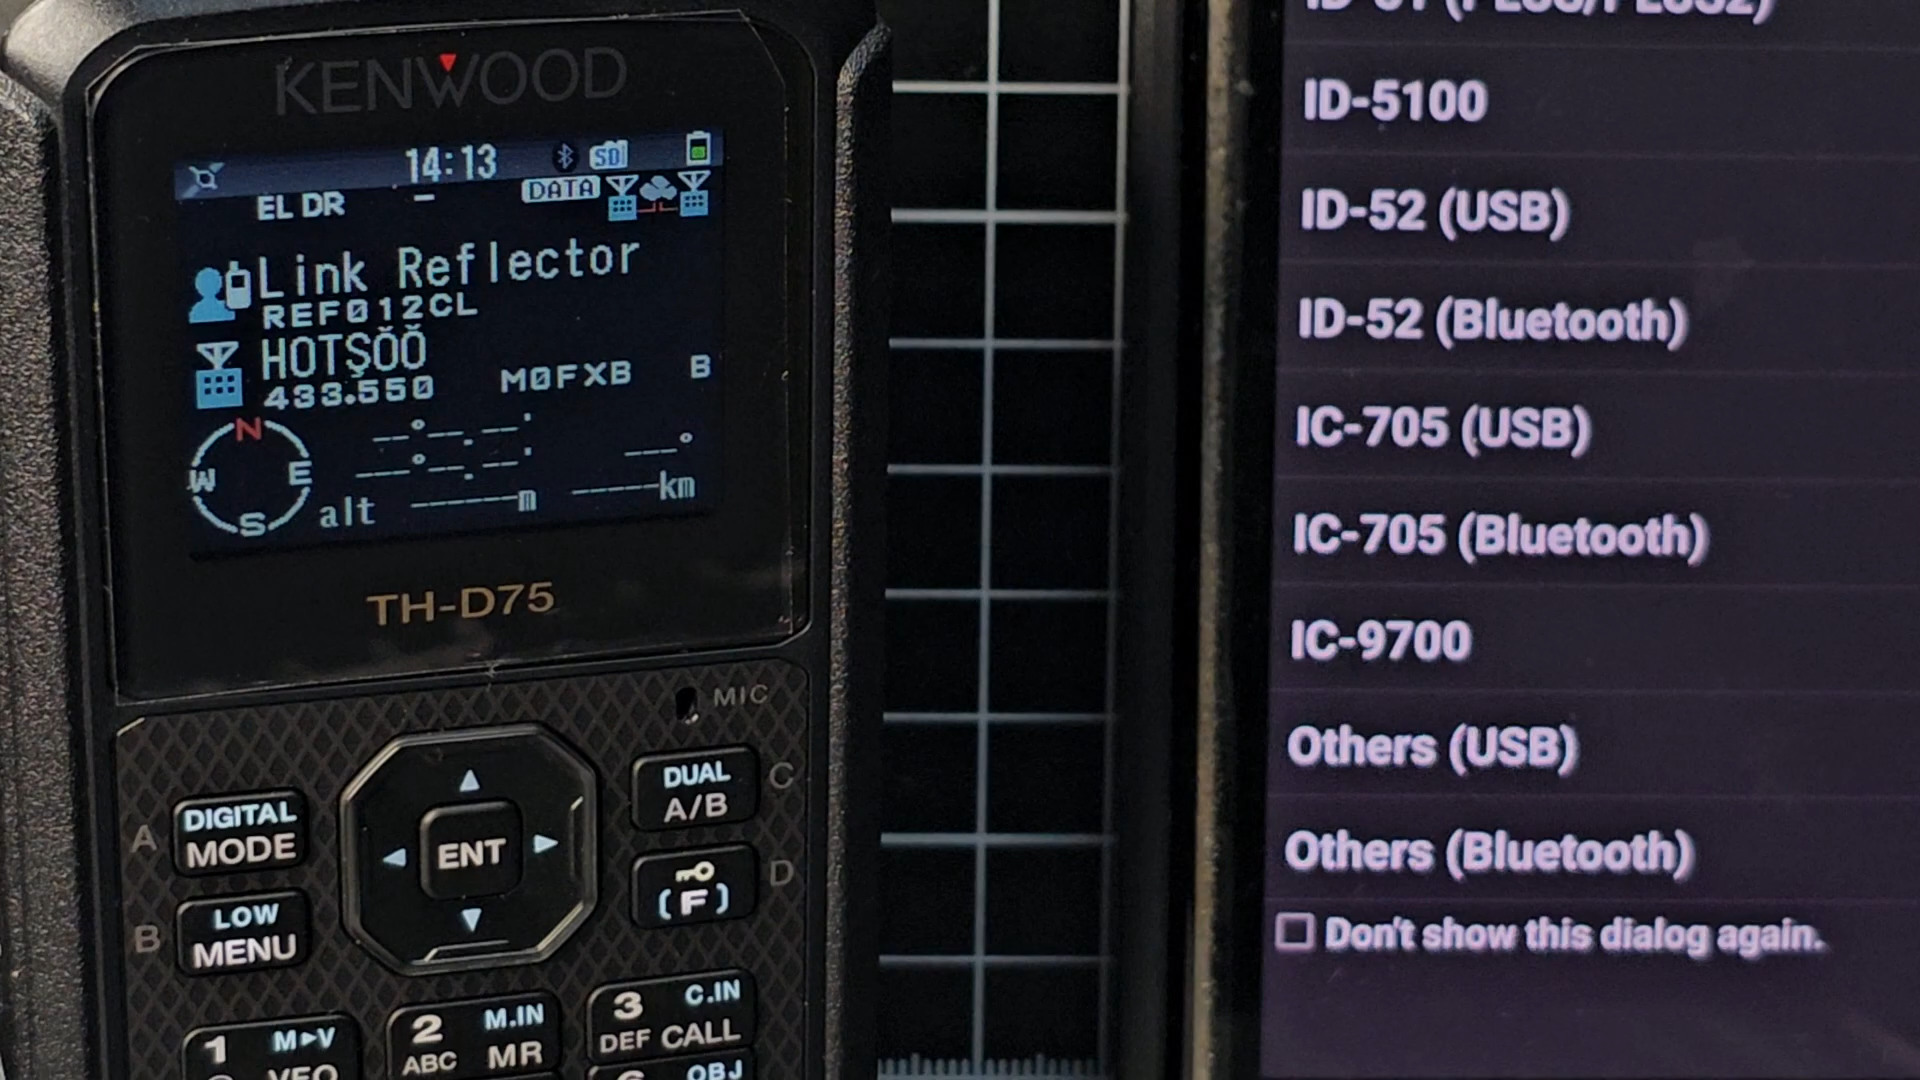 KENWOOD
14:13
SD
EL DR
DATA
Link Reflector
REF012CL
HOTŞÖÖ
433.550 M0FXB B
N
W E
S
alt m km
TH-D75
MIC
DIGITAL
MODE
A
LOW
MENU
B
ENT
DUAL
A/B
C
(F)
D
1 M►V
VFO
2 M.IN
ABC MR
3 C.IN
DEF CALL
OBJ
ID-5100
ID-52 (USB)
ID-52 (Bluetooth)
IC-705 (USB)
IC-705 (Bluetooth)
IC-9700
Others (USB)
Others (Bluetooth)
Don't show this dialog again.